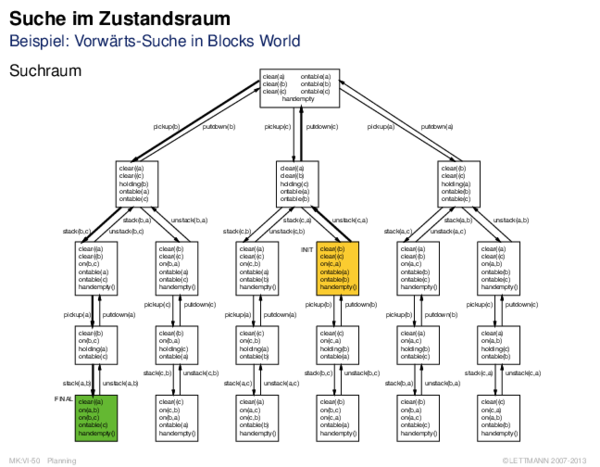 Suche im Zustandsraum
Beispiel: Vorwärts-Suche in Blocks World
Suchraum
clear(a) ontable(a)
clear(b) ontable(b)
clear(c) ontable(c)
handempty
pickup(b) putdown(b) pickup(c) putdown(c) pickup(a) putdown(a)
clear(a)
clear(c)
holding(b)
ontable(a)
ontable(c)
clear(a)
clear(b)
holding(c)
ontable(a)
ontable(b)
clear(b)
clear(c)
holding(a)
ontable(b)
ontable(c)
stack(b,c) unstack(b,c) stack(b,a) unstack(b,a) stack(c,b) unstack(c,b) stack(c,a) unstack(c,a) stack(a,c) unstack(a,c) stack(a,b) unstack(a,b)
clear(a)
clear(b)
on(b,c)
ontable(a)
ontable(c)
handempty()
clear(b)
clear(c)
on(b,a)
ontable(a)
ontable(c)
handempty()
clear(a)
clear(c)
on(c,b)
ontable(a)
ontable(b)
handempty()
INIT
clear(b)
clear(c)
on(c,a)
ontable(a)
ontable(b)
handempty()
clear(a)
clear(b)
on(a,c)
ontable(b)
ontable(c)
handempty()
clear(a)
clear(c)
on(a,b)
ontable(b)
ontable(c)
handempty()
pickup(a) putdown(a) pickup(c) putdown(c) pickup(a) putdown(a) pickup(b) putdown(b) pickup(b) putdown(b) pickup(c) putdown(c)
clear(b)
on(b,c)
holding(a)
ontable(c)
clear(b)
on(b,a)
holding(c)
ontable(a)
clear(c)
on(c,b)
holding(a)
ontable(b)
clear(c)
on(c,a)
holding(b)
ontable(a)
clear(a)
on(a,c)
holding(b)
ontable(c)
clear(a)
on(a,b)
holding(c)
ontable(b)
stack(a,b) unstack(a,b) stack(c,b) unstack(c,b) stack(a,c) unstack(a,c) stack(b,c) unstack(b,c) stack(b,a) unstack(b,a) stack(c,a) unstack(c,a)
FINAL
clear(a)
on(a,b)
on(b,c)
ontable(c)
handempty()
clear(c)
on(c,b)
on(b,a)
ontable(a)
handempty()
clear(a)
on(a,c)
on(c,b)
ontable(b)
handempty()
clear(b)
on(b,c)
on(c,a)
ontable(a)
handempty()
clear(b)
on(b,a)
on(a,c)
ontable(c)
handempty()
clear(c)
on(c,a)
on(a,b)
ontable(b)
handempty()
MK:VI-50 Planning
©LETTMANN 2007-2013